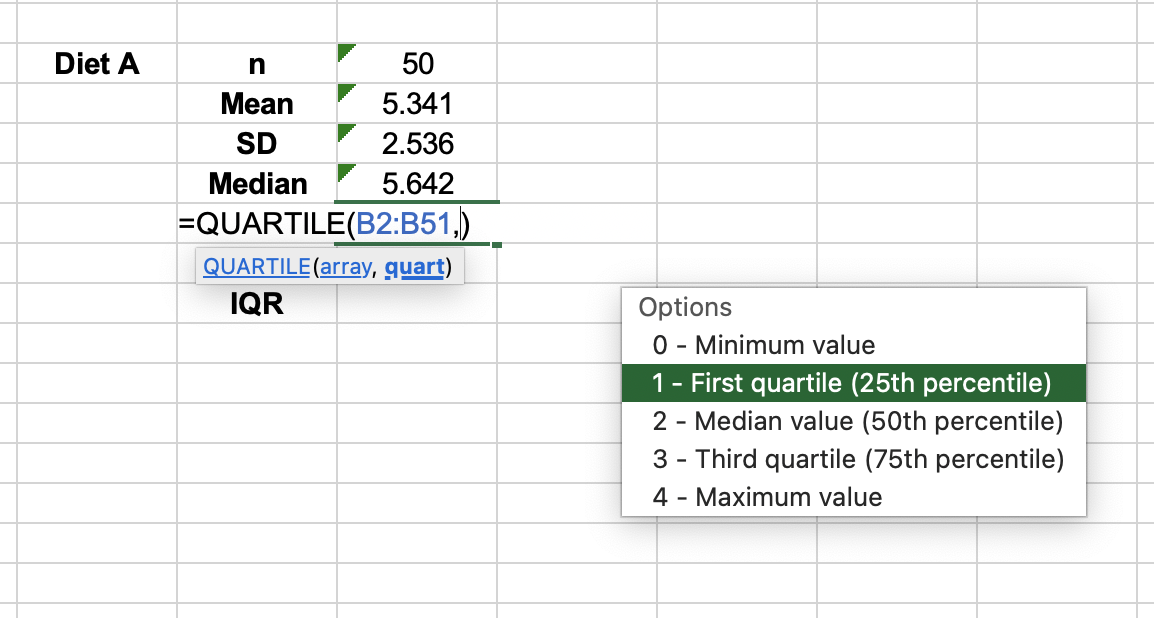 Diet A n 50
Mean 5.341
SD 2.536
Median 5.642
=QUARTILE(B2:B51,)
QUARTILE(array, quart)
IQR
Options
0 - Minimum value
1 - First quartile (25th percentile)
2 - Median value (50th percentile)
3 - Third quartile (75th percentile)
4 - Maximum value